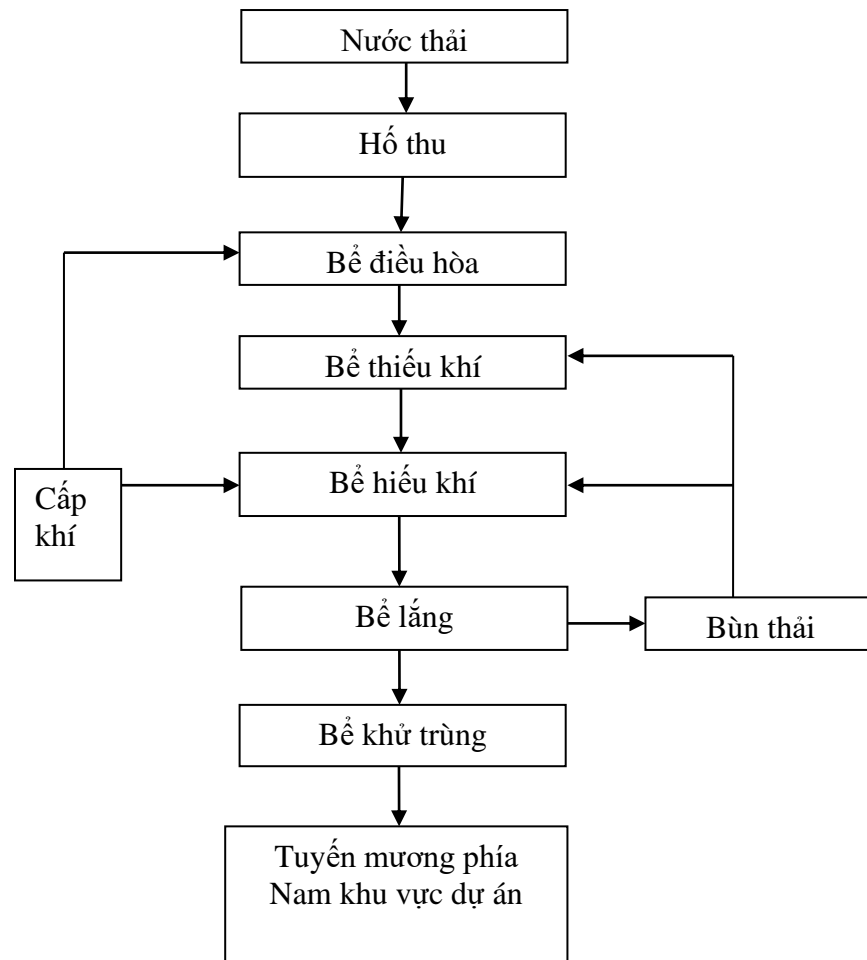 Nước thải
Hố thu
Bể điều hòa
Bể thiếu khí
Cấp
khí
Bể hiếu khí
Bể lắng
Bùn thải
Bể khử trùng
Tuyến mương phía
Nam khu vực dự án